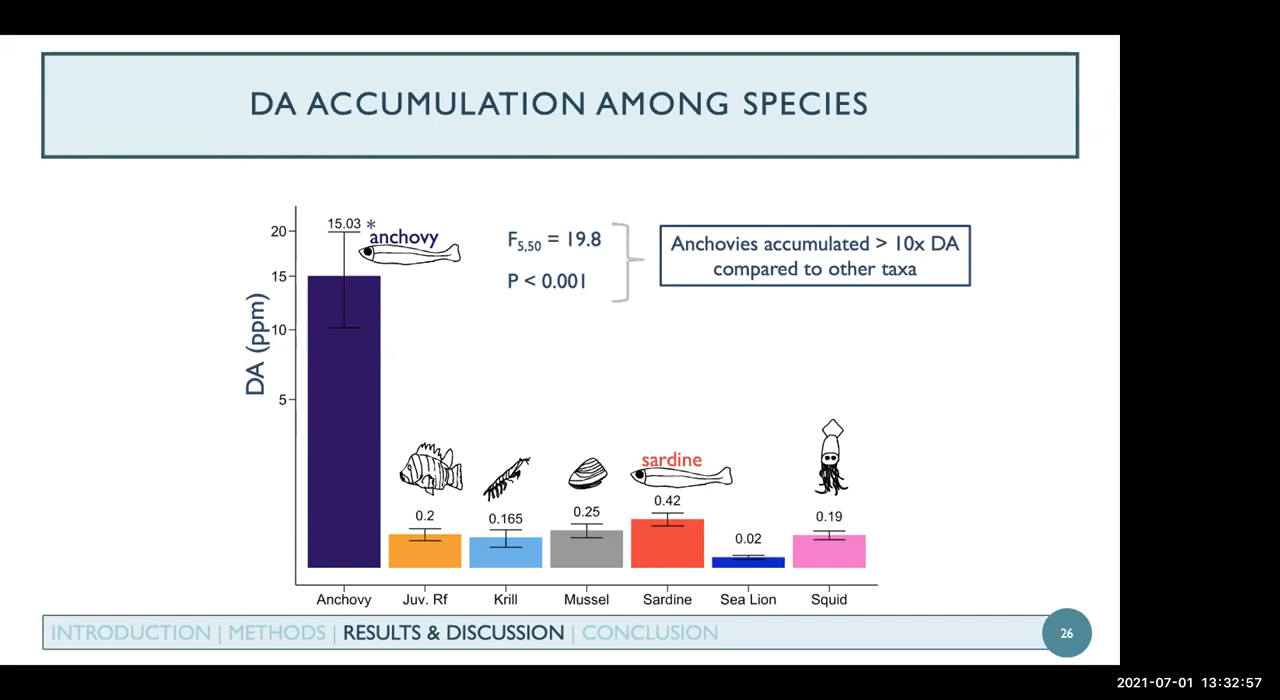 DA ACCUMULATION AMONG SPECIES
20
15
10
5
DA (ppm)
15.03 *
anchovy
F5,50 = 19.8
P < 0.001
Anchovies accumulated > 10x DA
compared to other taxa
sardine
0.2
0.165
0.25
0.42
0.02
0.19
Anchovy Juv. Rf Krill Mussel Sardine Sea Lion Squid
INTRODUCTION | METHODS | RESULTS & DISCUSSION | CONCLUSION
26
2021-07-01 13:32:57